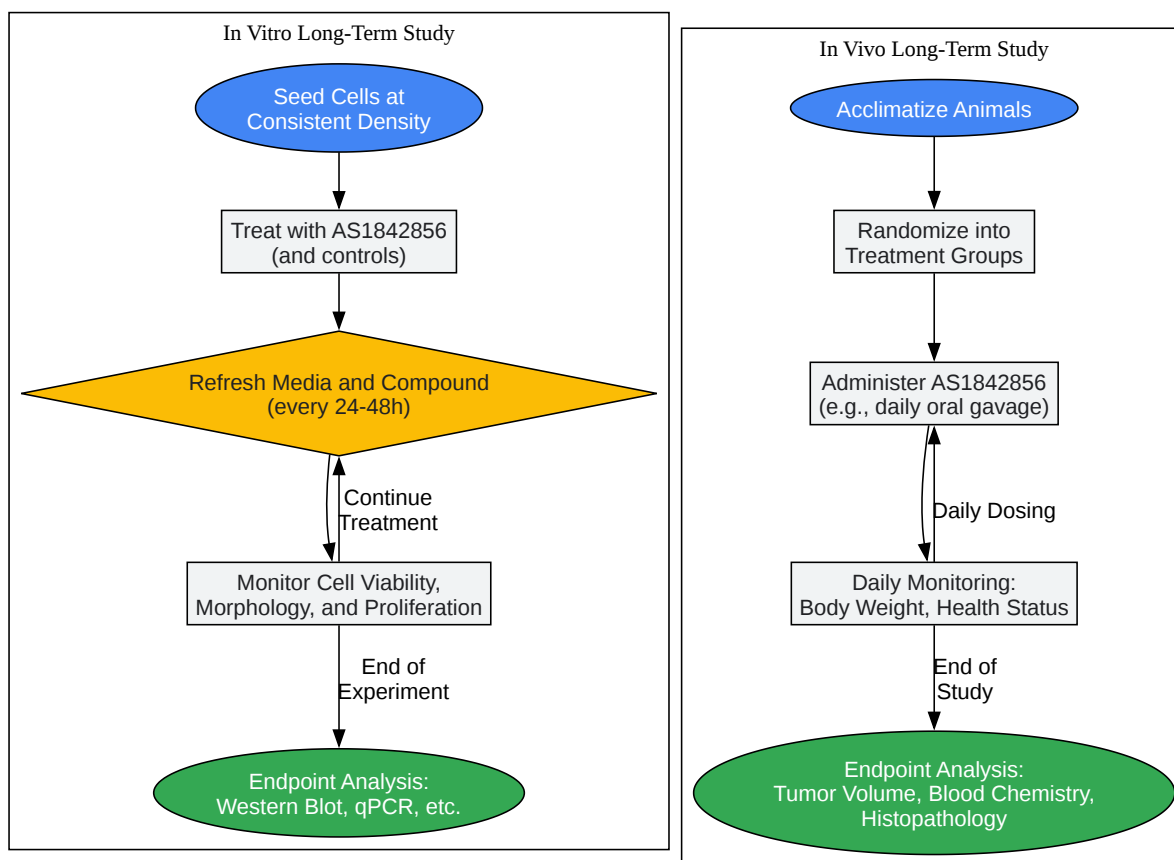 In Vitro Long-Term Study
Seed Cells at
Consistent Density
Treat with AS1842856
(and controls)
Refresh Media and Compound
(every 24-48h)
Continue
Treatment
Monitor Cell Viability,
Morphology, and Proliferation
End of
Experiment
Endpoint Analysis:
Western Blot, qPCR, etc.
In Vivo Long-Term Study
Acclimatize Animals
Randomize into
Treatment Groups
Administer AS1842856
(e.g., daily oral gavage)
Daily Dosing
Daily Monitoring:
Body Weight, Health Status
End of
Study
Endpoint Analysis:
Tumor Volume, Blood Chemistry,
Histopathology